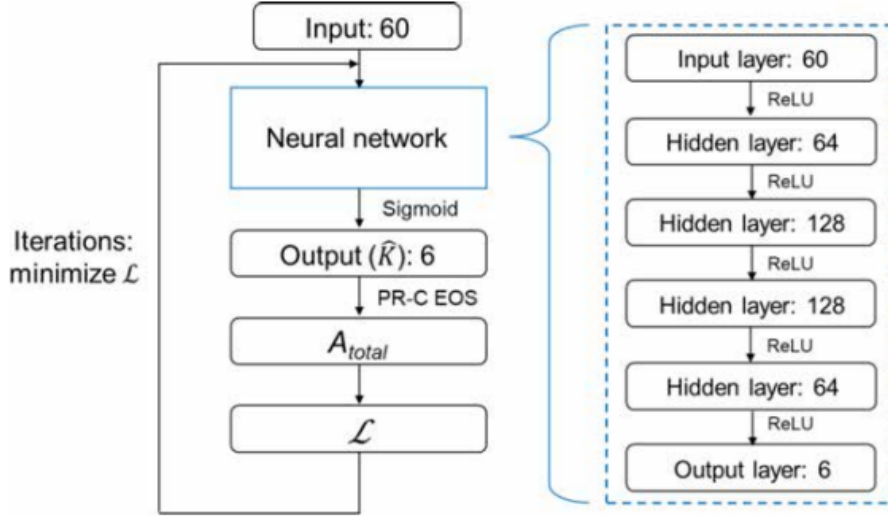 Input: 60
Neural network
Sigmoid
Output (K̂): 6
PR-C EOS
A_total
ℒ
Iterations:
minimize ℒ
Input layer: 60
ReLU
Hidden layer: 64
ReLU
Hidden layer: 128
ReLU
Hidden layer: 128
ReLU
Hidden layer: 64
ReLU
Output layer: 6